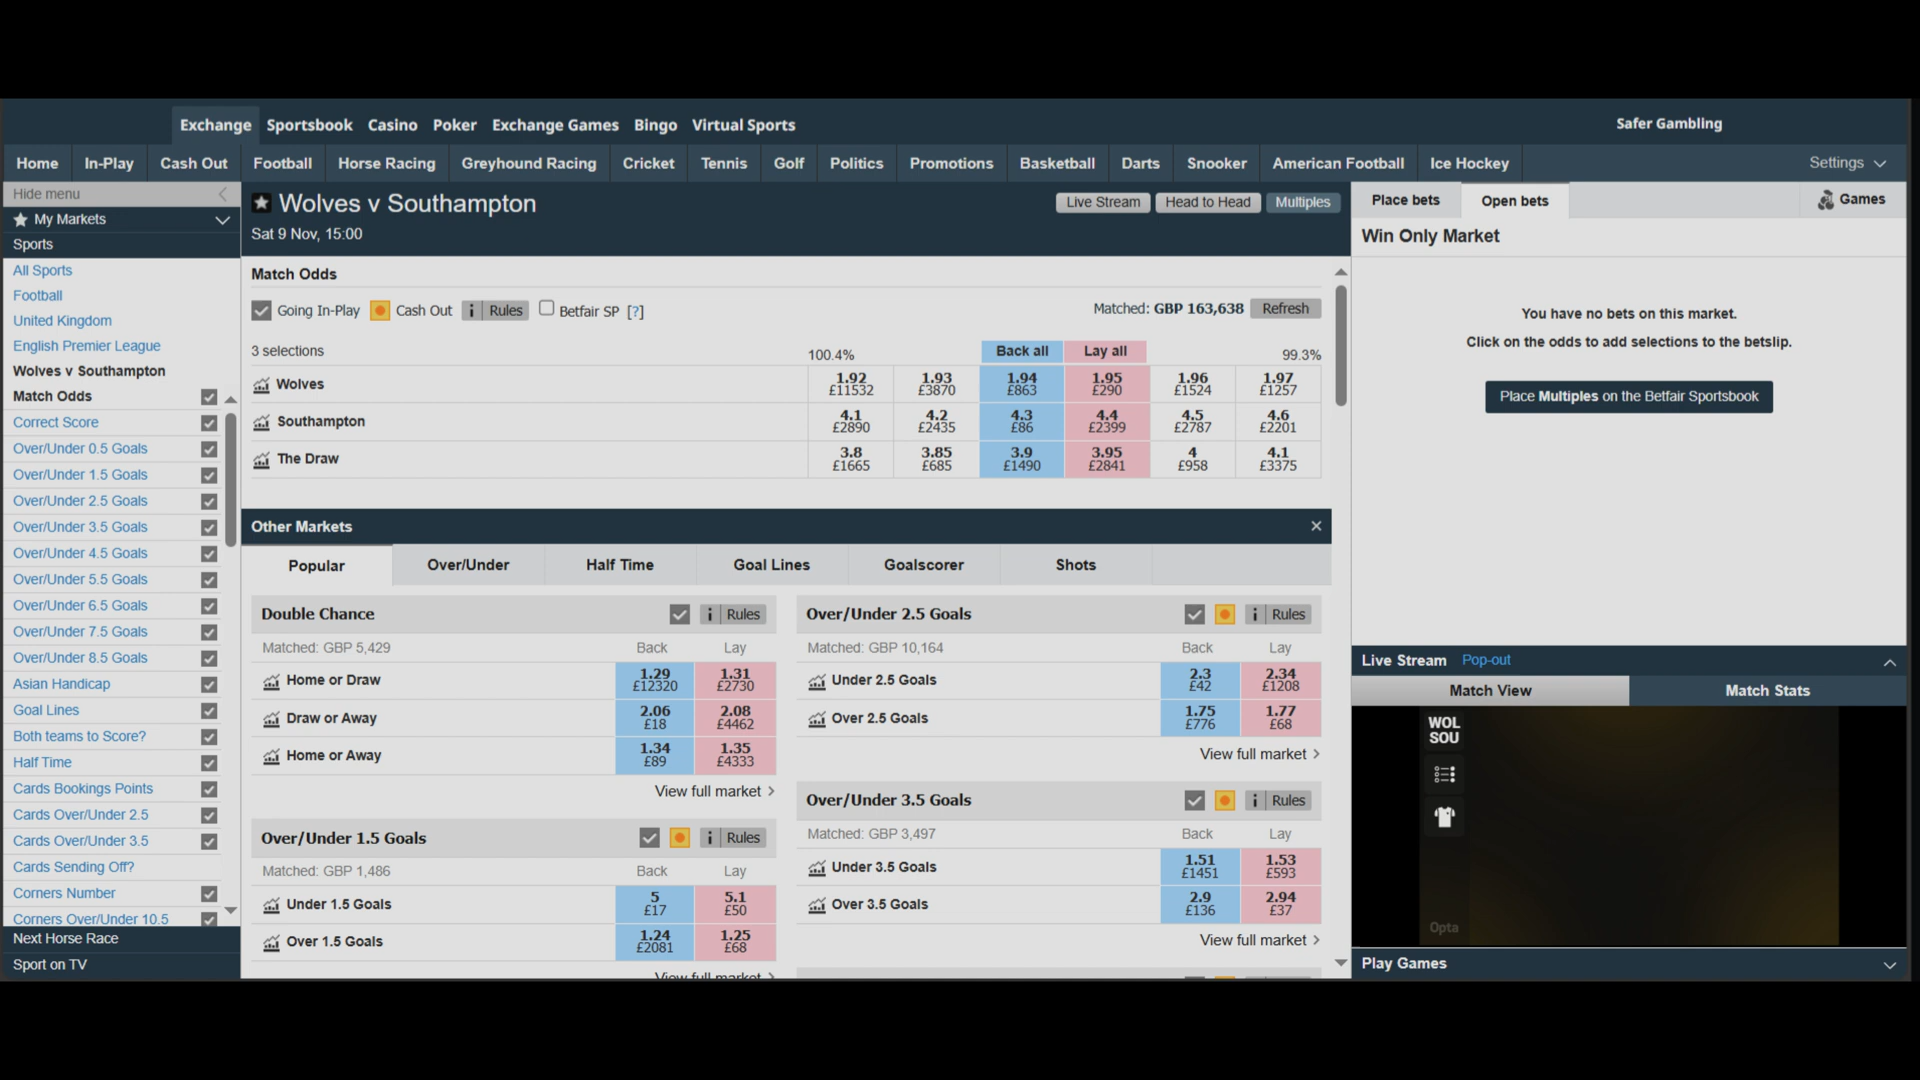 Exchange Sportsbook Casino Poker Exchange Games Bingo Virtual Sports Safer Gambling
Home In-Play Cash Out Football Horse Racing Greyhound Racing Cricket Tennis Golf Politics Promotions Basketball Darts Snooker American Football Ice Hockey Settings
Hide menu
My Markets
Sports
All Sports
Football
United Kingdom
English Premier League
Wolves v Southampton
Match Odds
Correct Score
Over/Under 0.5 Goals
Over/Under 1.5 Goals
Over/Under 2.5 Goals
Over/Under 3.5 Goals
Over/Under 4.5 Goals
Over/Under 5.5 Goals
Over/Under 6.5 Goals
Over/Under 7.5 Goals
Over/Under 8.5 Goals
Asian Handicap
Goal Lines
Both teams to Score?
Half Time
Cards Bookings Points
Cards Over/Under 2.5
Cards Over/Under 3.5
Cards Sending Off?
Corners Number
Corners Over/Under 10.5
Next Horse Race
Sport on TV
Wolves v Southampton
Live Stream Head to Head Multiples
Sat 9 Nov, 15:00
Match Odds
Going In-Play Cash Out i Rules Betfair SP [?] Matched: GBP 163,638 Refresh
3 selections 100.4% Back all Lay all 99.3%
Wolves 1.92 1.93 1.94 1.95 1.96 1.97
£11532 £3870 £863 £290 £1524 £1257
Southampton 4.1 4.2 4.3 4.4 4.5 4.6
£2890 £2435 £86 £2399 £2787 £2201
The Draw 3.8 3.85 3.9 3.95 4 4.1
£1665 £685 £1490 £2841 £958 £3375
Other Markets
Popular Over/Under Half Time Goal Lines Goalscorer Shots
Double Chance i Rules
Matched: GBP 5,429 Back Lay
Home or Draw 1.29 1.31
£12320 £2730
Draw or Away 2.06 2.08
£18 £4462
Home or Away 1.34 1.35
£89 £4333
View full market
Over/Under 1.5 Goals i Rules
Matched: GBP 1,486 Back Lay
Under 1.5 Goals 5 5.1
£17 £50
Over 1.5 Goals 1.24 1.25
£2081 £68
View full market
Over/Under 2.5 Goals i Rules
Matched: GBP 10,164 Back Lay
Under 2.5 Goals 2.3 2.34
£42 £1208
Over 2.5 Goals 1.75 1.77
£776 £68
View full market
Over/Under 3.5 Goals i Rules
Matched: GBP 3,497 Back Lay
Under 3.5 Goals 1.51 1.53
£1451 £593
Over 3.5 Goals 2.9 2.94
£136 £37
View full market
Place bets Open bets Games
Win Only Market
You have no bets on this market.
Click on the odds to add selections to the betslip.
Place Multiples on the Betfair Sportsbook
Live Stream Pop-out
Match View Match Stats
WOL
SOU
Opta
Play Games